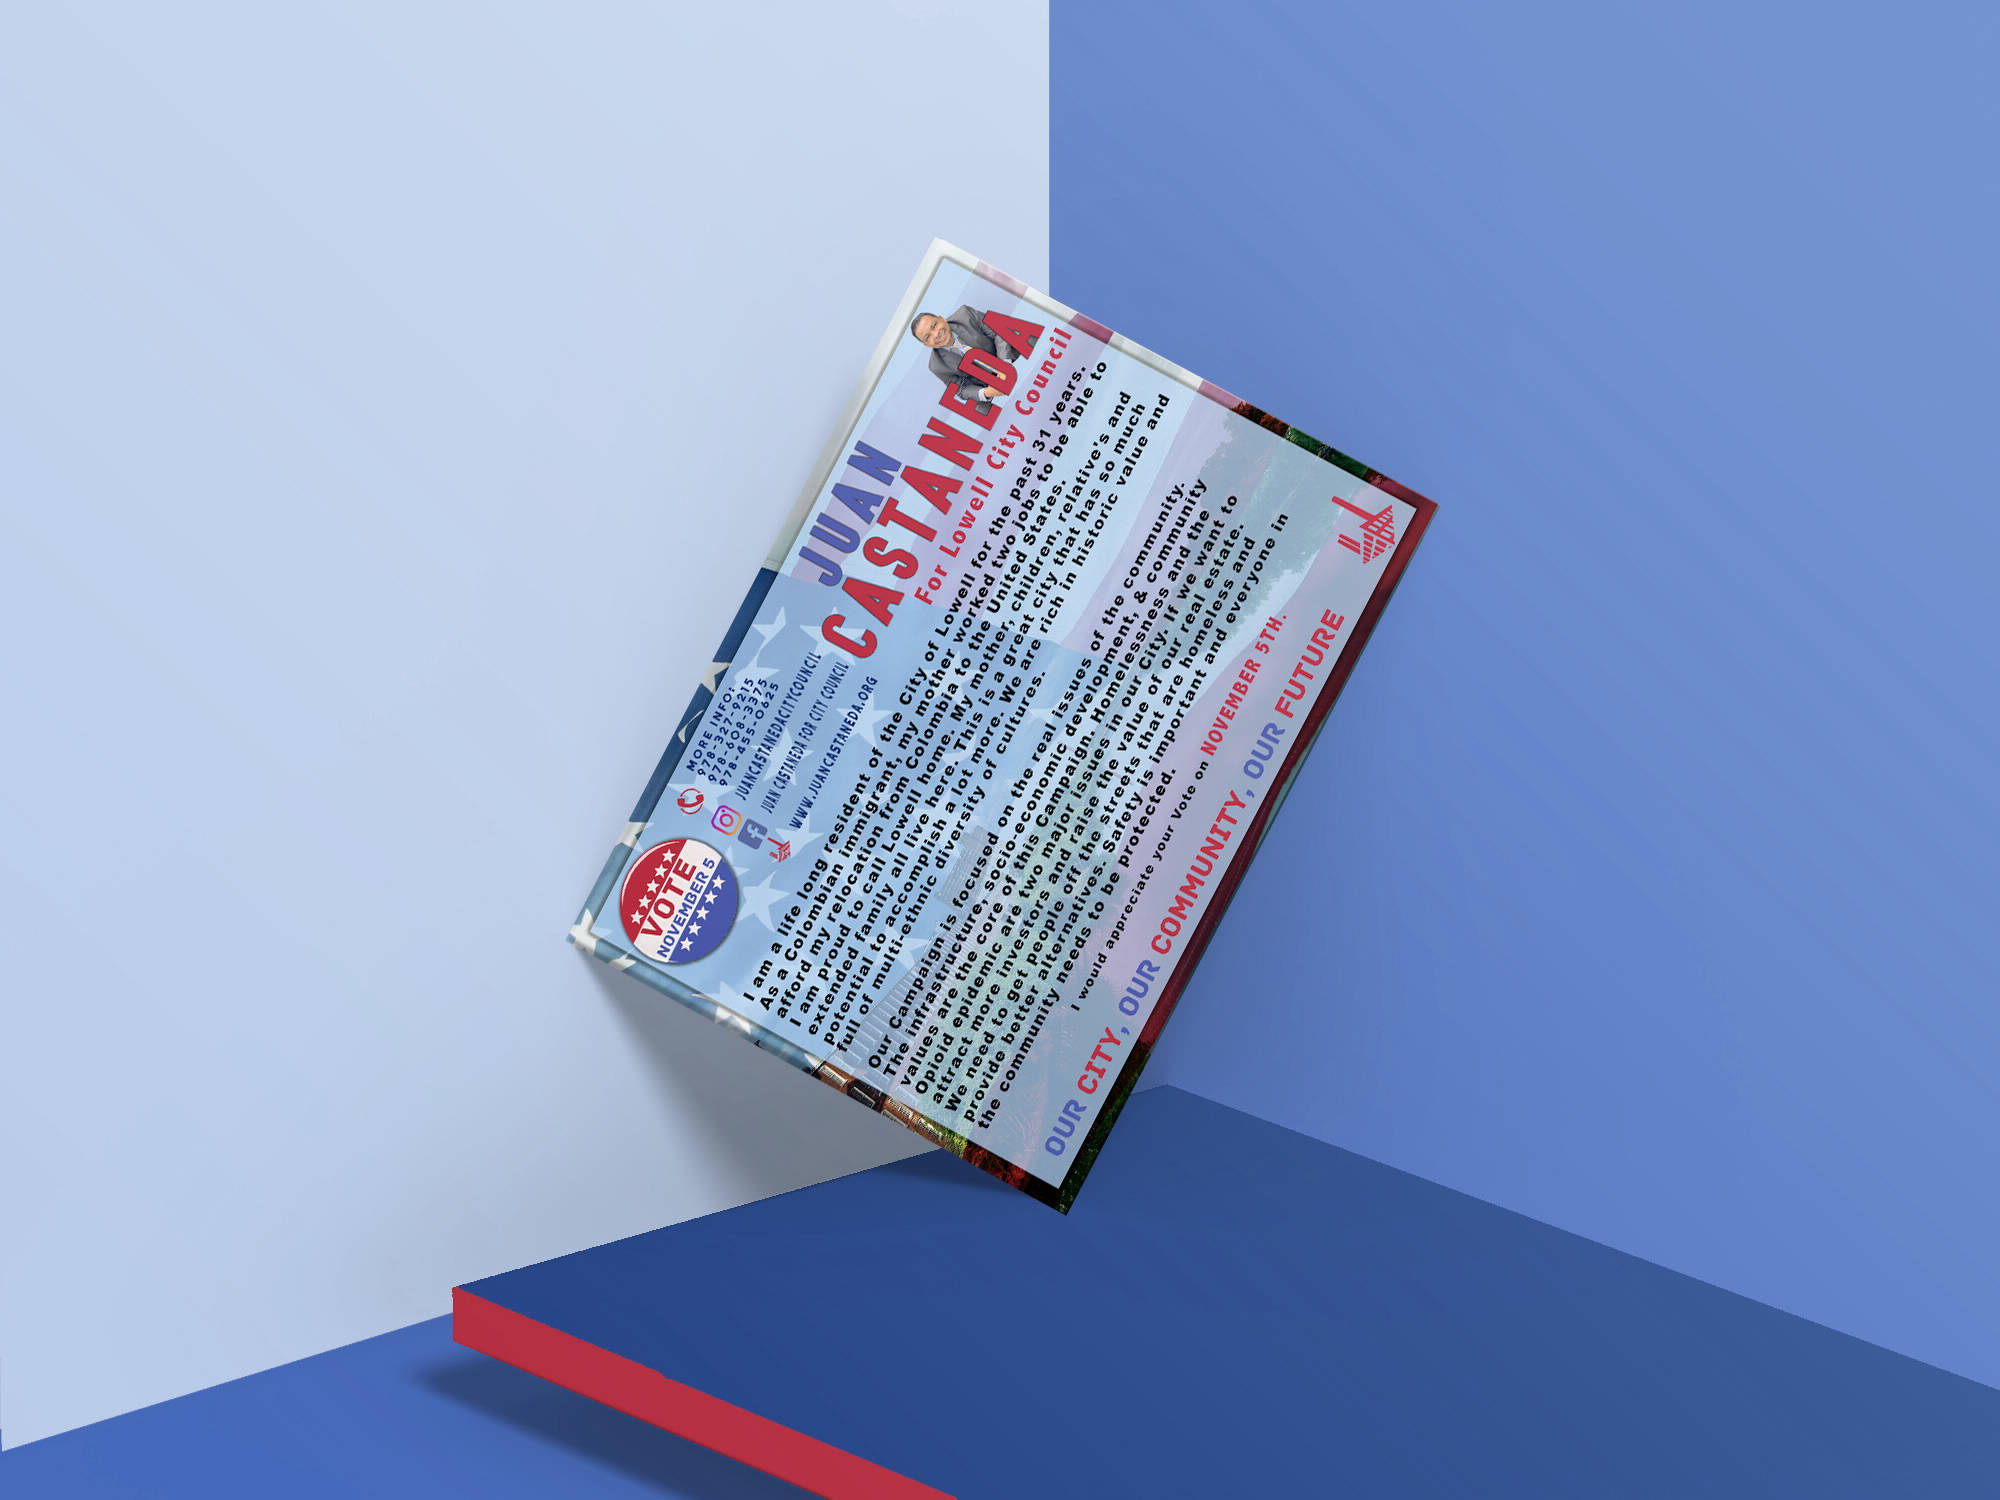 VOTE
NOVEMBER 5
MORE INFO:
978-327-9215
978-608-3375
978-455-0625
JUANCASTANEDACITYCOUNCIL
JUAN CASTANEDA FOR CITY COUNCIL
WWW.JUANCASTANEDA.ORG
JUAN
CASTANEDA
For Lowell City Council
I am a life long resident of the City of Lowell for the past 31 years.
As a Colombian Immigrant, my mother worked two jobs to be able to
afford my relocation from Colombia to the United States.
I am proud to call Lowell home. My mother, children, relative's and
extended family all live here. This is a great city that has so much
potential to accomplish a lot more. We are rich in historic value and
full of multi-ethnic diversity of cultures.
Our Campaign is focused on the real issues of the community.
The infrastructure, socio-economic development, & community
values are the core of this Campaign. Homelessness and the
Opioid epidemic are two major issues in our City. If we want to
attract more investors and raise the value of our real estate.
We need to get people off the streets that are homeless and
provide better alternatives. Safety is important and everyone in
the community needs to be protected.
I would appreciate your Vote on NOVEMBER 5TH.
OUR CITY, OUR COMMUNITY, OUR FUTURE